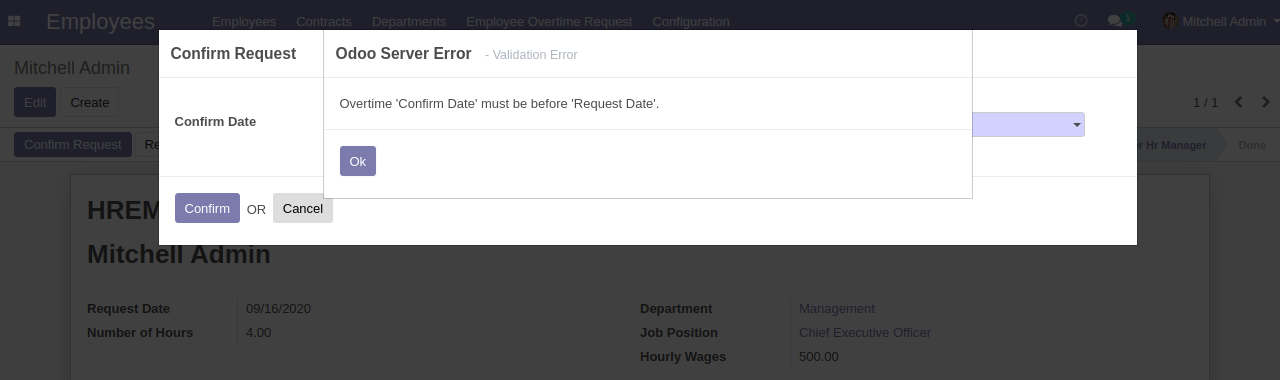 Employees Employees Contracts Departments Employee Overtime Request Configuration 1 Mitchell Admin
Mitchell Admin
Edit Create 1 / 1
Confirm Request Hr Manager Done
Confirm Request
Odoo Server Error - Validation Error
Overtime 'Confirm Date' must be before 'Request Date'.
Confirm Date
Ok
Confirm OR Cancel
HREM
Mitchell Admin
Request Date 09/16/2020
Number of Hours 4.00
Department Management
Job Position Chief Executive Officer
Hourly Wages 500.00